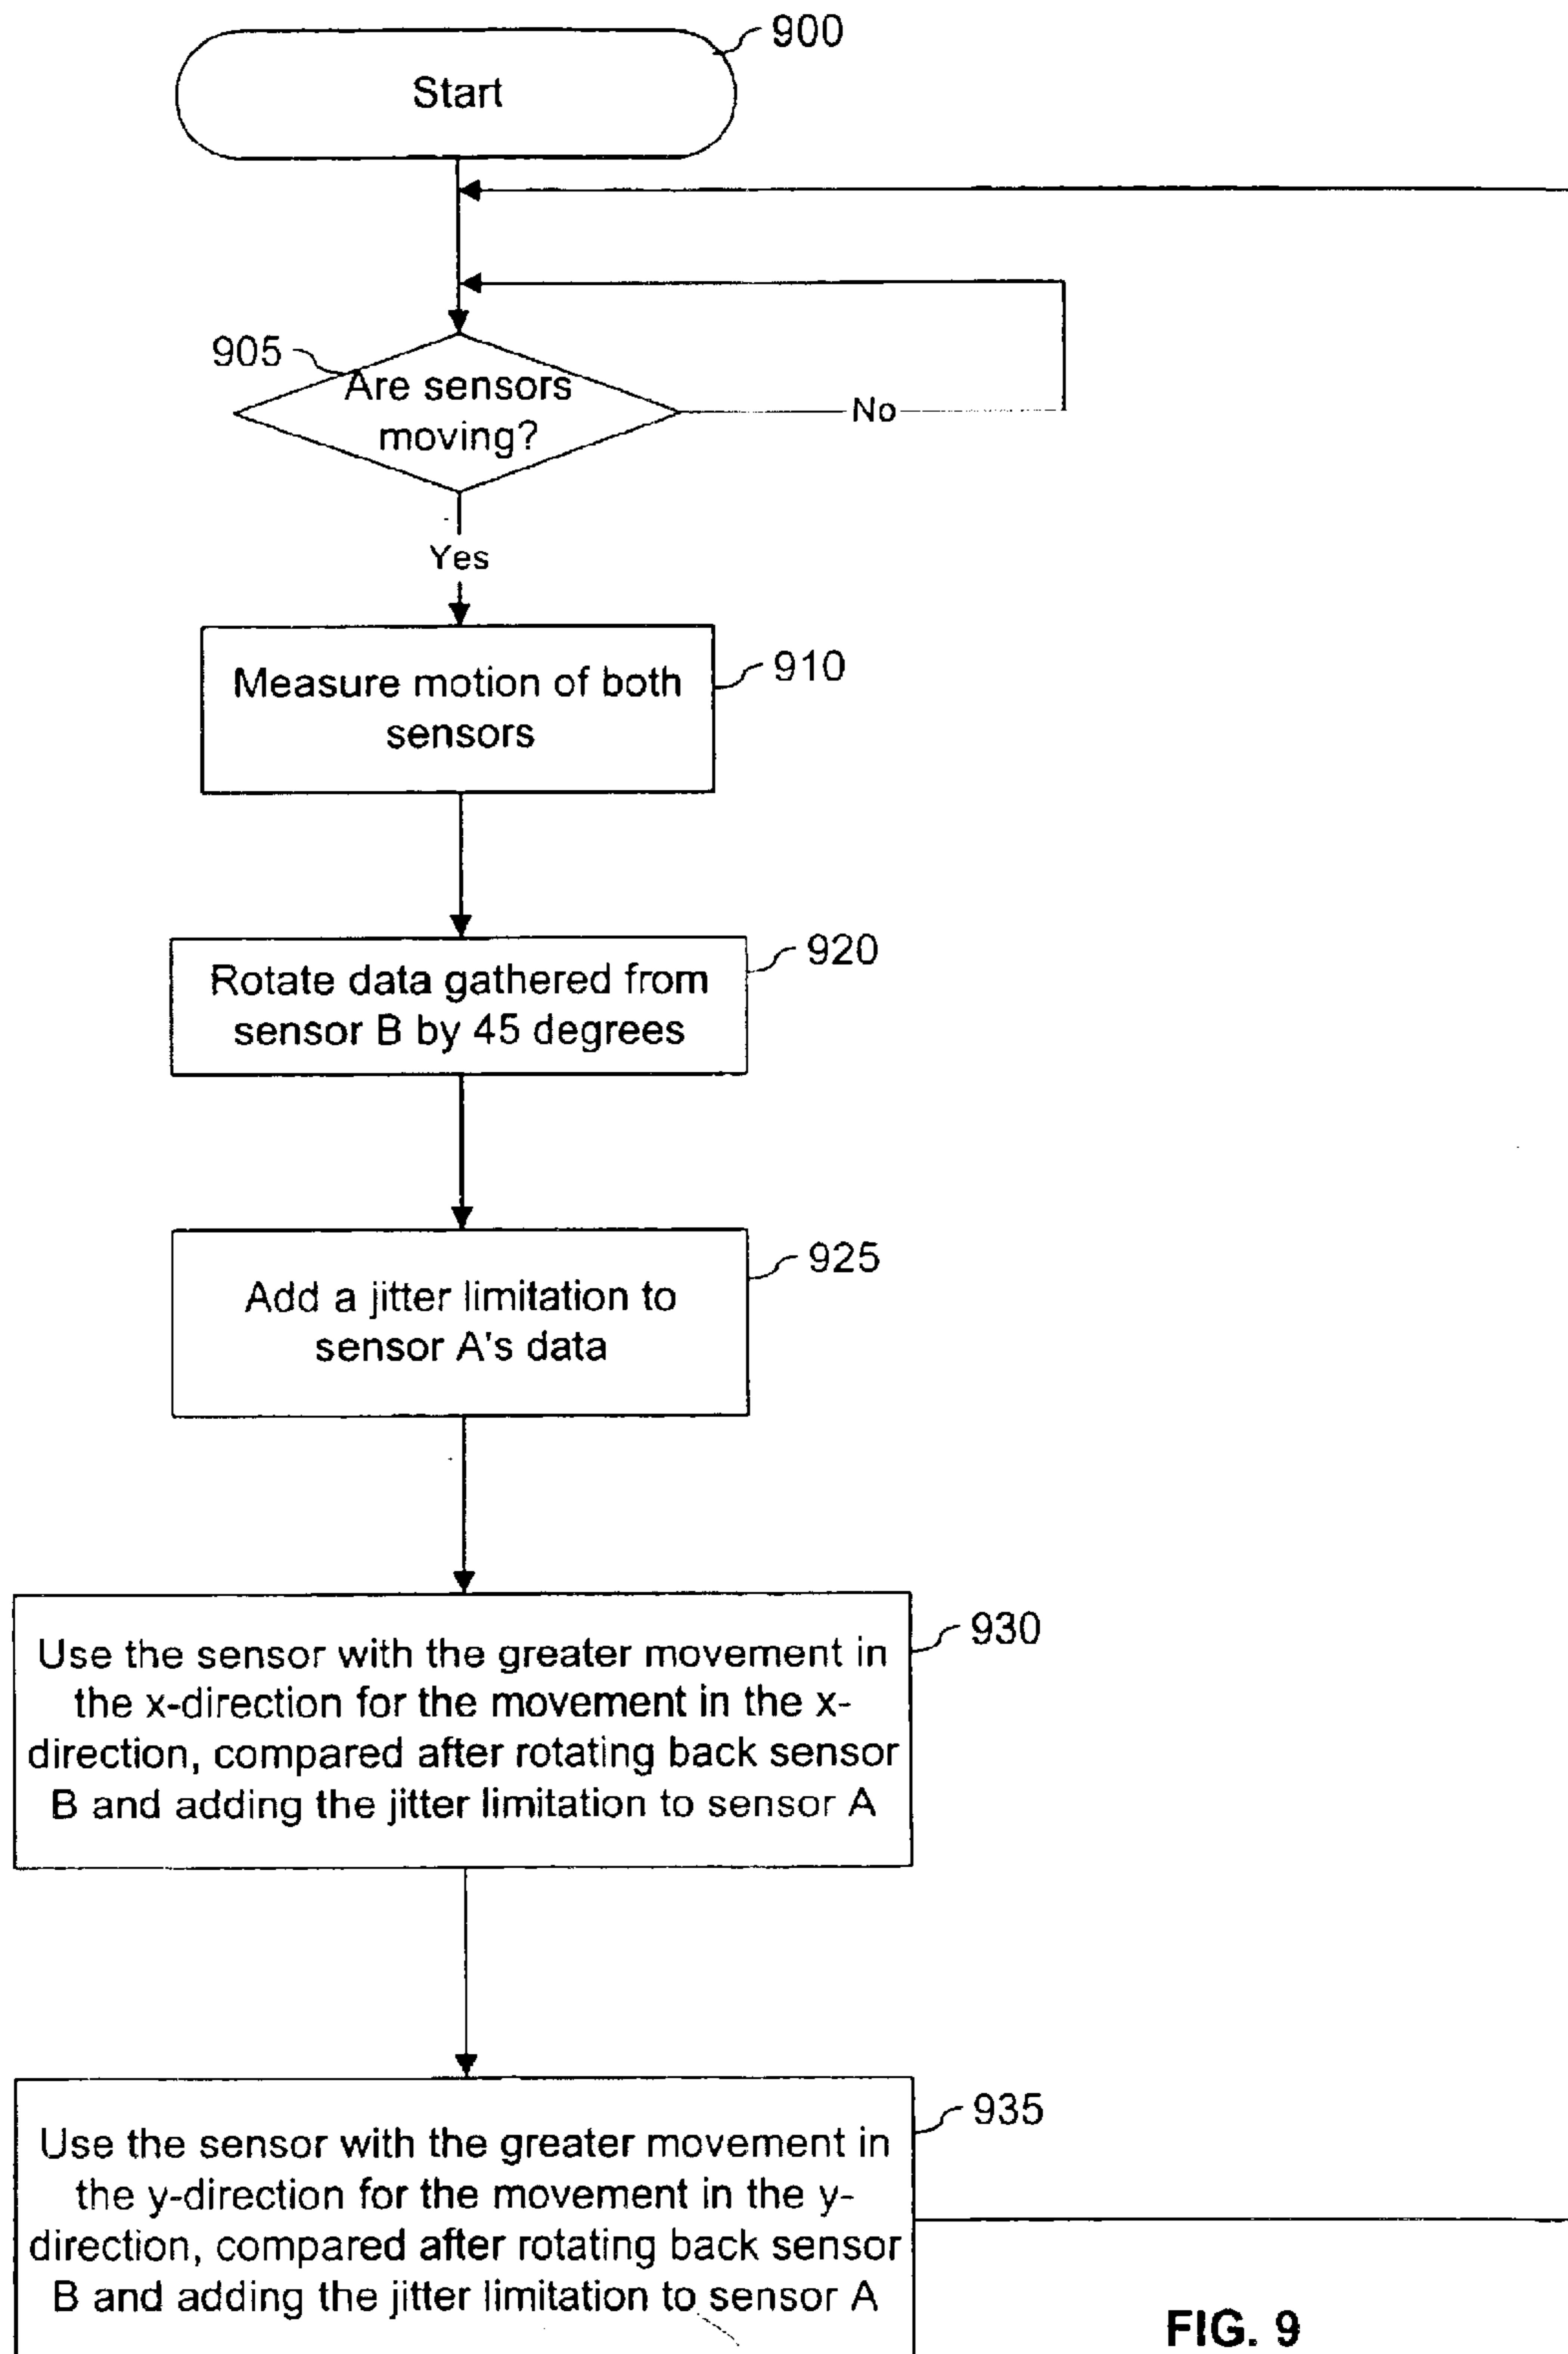 900
Start
905
Are sensors
moving?
No
Yes
910
Measure motion of both
sensors
920
Rotate data gathered from
sensor B by 45 degrees
925
Add a jitter limitation to
sensor A's data
930
Use the sensor with the greater movement in
the x-direction for the movement in the x-
direction, compared after rotating back sensor
B and adding the jitter limitation to sensor A
935
Use the sensor with the greater movement in
the y-direction for the movement in the y-
direction, compared after rotating back sensor
B and adding the jitter limitation to sensor A
FIG. 9